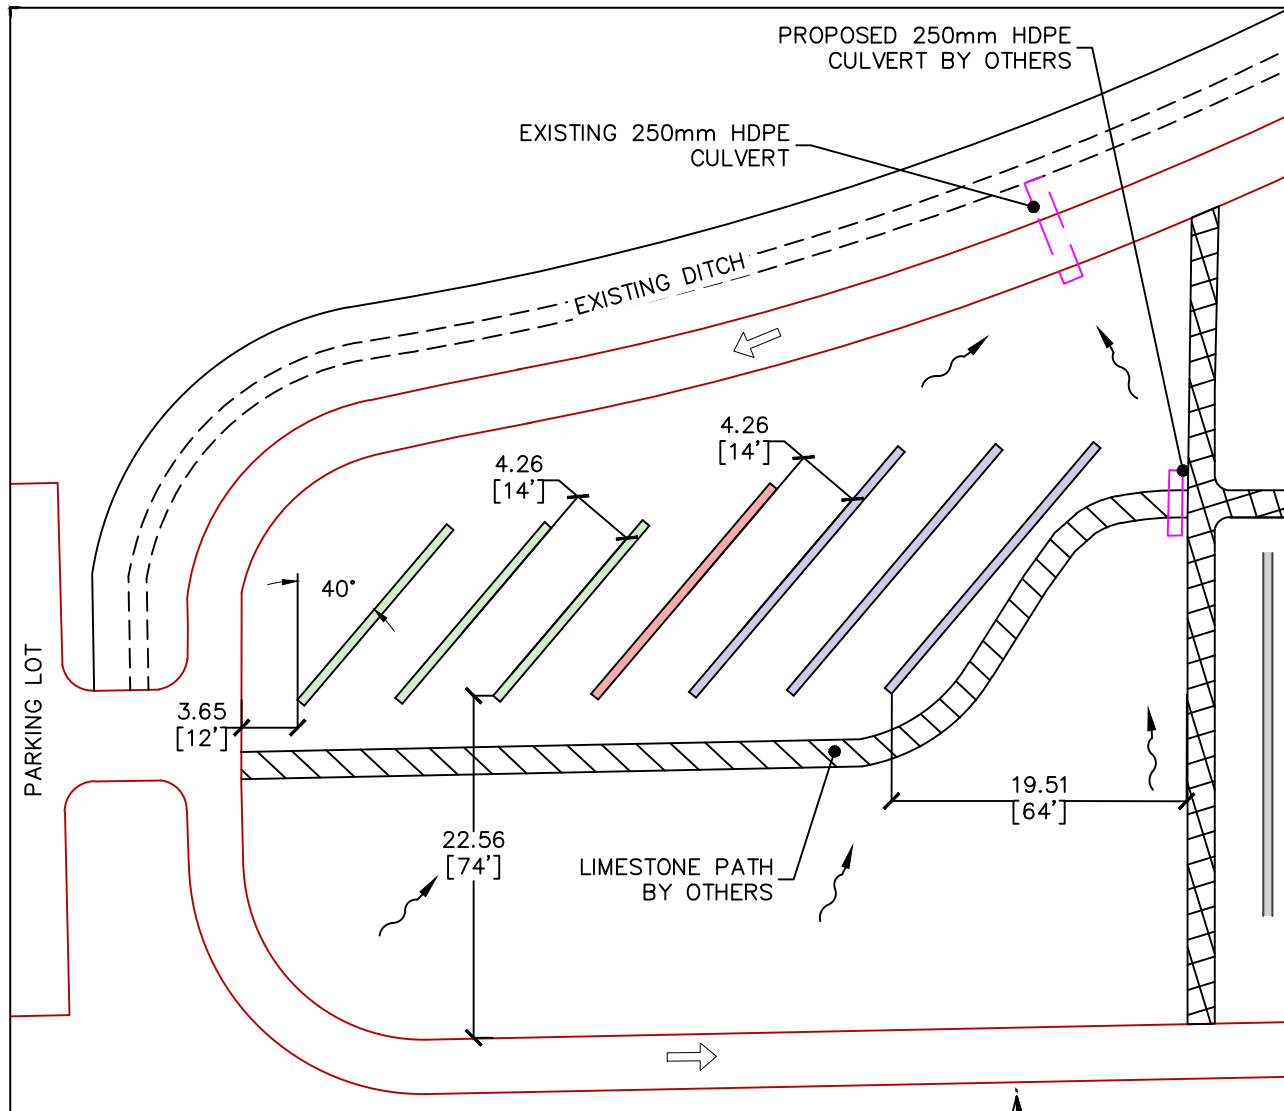 PROPOSED 250mm HDPE
CULVERT BY OTHERS
EXISTING 250mm HDPE
CULVERT
EXISTING DITCH
4.26
[14']
4.26
[14']
40°
PARKING LOT
3.65
[12']
19.51
[64']
22.56
[74']
LIMESTONE PATH
BY OTHERS